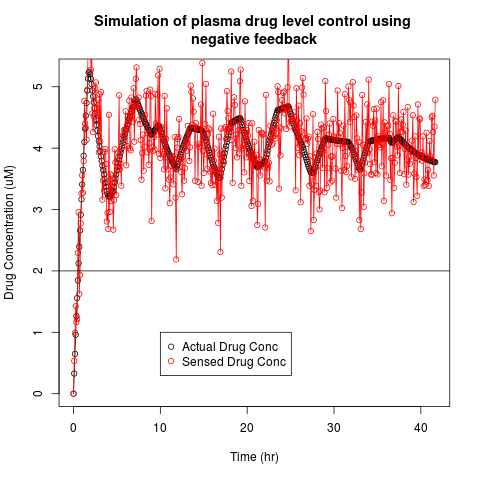 Simulation of plasma drug level control using
negative feedback
Drug Concentration (uM)
5
4
3
2
1
0
Actual Drug Conc
Sensed Drug Conc
0 10 20 30 40
Time (hr)